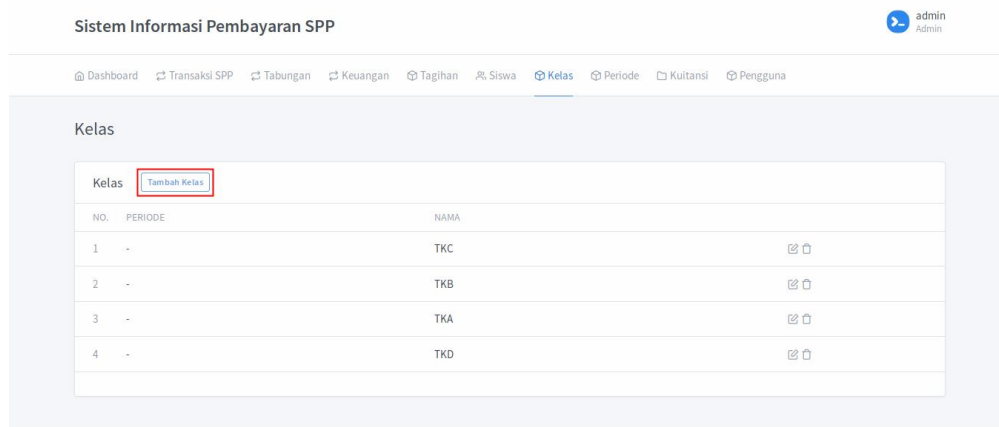 Sistem Informasi Pembayaran SPP
admin
Admin
Dashboard Transaksi SPP Tabungan Keuangan Tagihan Siswa Kelas Periode Kuitansi Pengguna
Kelas
Kelas Tambah Kelas
NO. PERIODE NAMA
1 - TKC
2 - TKB
3 - TKA
4 - TKD